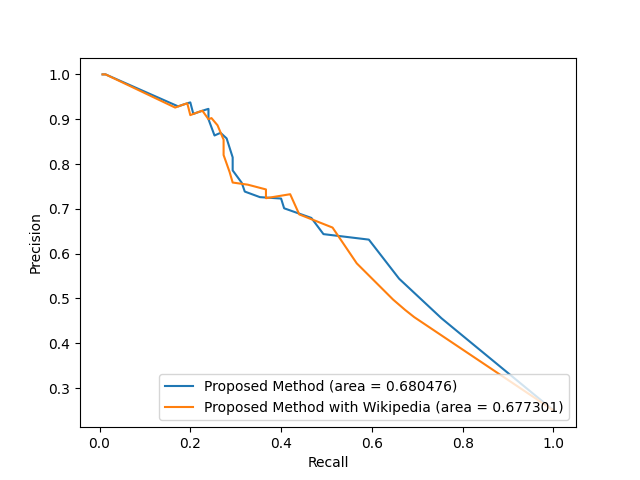 1.0
0.9
0.8
0.7
0.6
0.5
0.4
0.3
Precision
0.0 0.2 0.4 0.6 0.8 1.0
Recall
Proposed Method (area = 0.680476)
Proposed Method with Wikipedia (area = 0.677301)